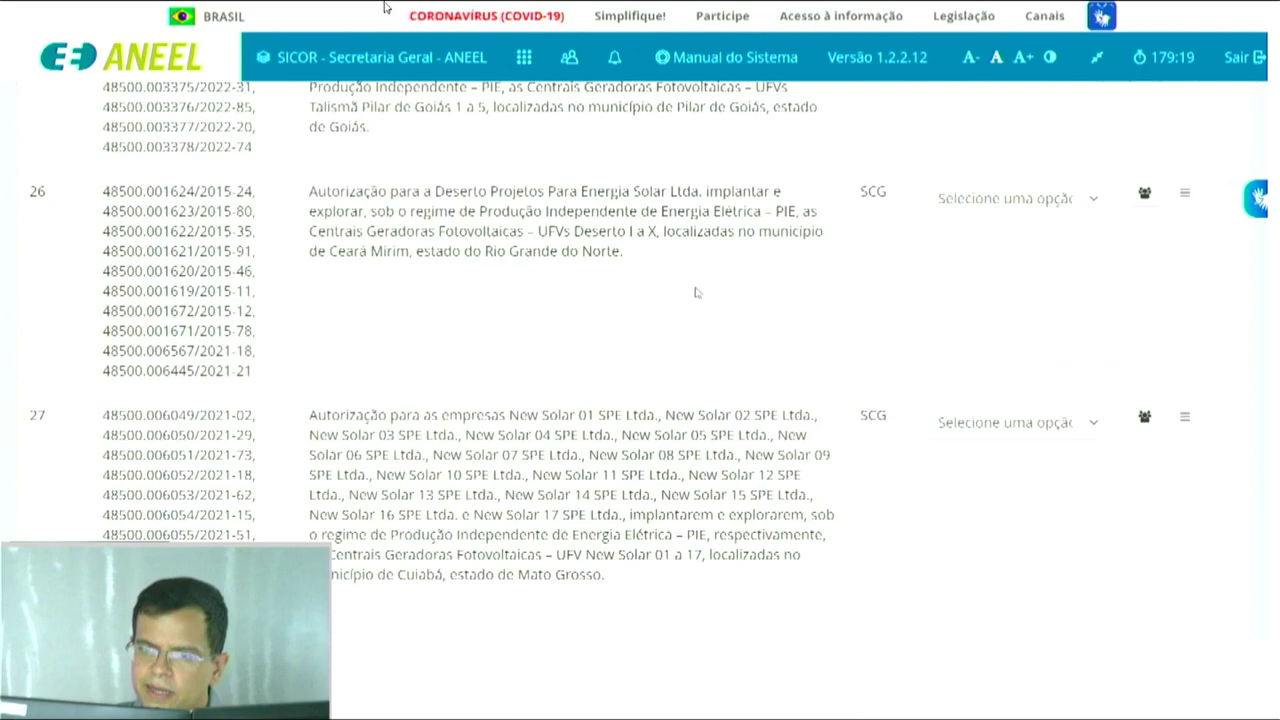 BRASIL
CORONAVÍRUS (COVID-19) Simplifique! Participe Acesso à informação Legislação Canais
ANEEL
SICOR - Secretaria Geral - ANEEL Manual do Sistema Versão 1.2.2.12 A- A A+ 179:19 Sair
48500.003375/2022-31, Produção Independente – PIE, as Centrais Geradoras Fotovoltaicas – UFVs
48500.003376/2022-85, Talismã Pilar de Goiás 1 a 5, localizadas no município de Pilar de Goiás, estado
48500.003377/2022-20, de Goiás.
48500.003378/2022-74
26 48500.001624/2015-24, Autorização para a Deserto Projetos Para Energia Solar Ltda. implantar e SCG Selecione uma opçã
48500.001623/2015-80, explorar, sob o regime de Produção Independente de Energia Elétrica – PIE, as
48500.001622/2015-35, Centrais Geradoras Fotovoltaicas – UFVs Deserto I a X, localizadas no município
48500.001621/2015-91, de Ceará Mirim, estado do Rio Grande do Norte.
48500.001620/2015-46,
48500.001619/2015-11,
48500.001672/2015-12,
48500.001671/2015-78,
48500.006567/2021-18,
48500.006445/2021-21
27 48500.006049/2021-02, Autorização para as empresas New Solar 01 SPE Ltda., New Solar 02 SPE Ltda., SCG Selecione uma opçã
48500.006050/2021-29, New Solar 03 SPE Ltda., New Solar 04 SPE Ltda., New Solar 05 SPE Ltda., New
48500.006051/2021-73, Solar 06 SPE Ltda., New Solar 07 SPE Ltda., New Solar 08 SPE Ltda., New Solar 09
48500.006052/2021-18, SPE Ltda., New Solar 10 SPE Ltda., New Solar 11 SPE Ltda., New Solar 12 SPE
48500.006053/2021-62, Ltda., New Solar 13 SPE Ltda., New Solar 14 SPE Ltda., New Solar 15 SPE Ltda.,
48500.006054/2021-15, New Solar 16 SPE Ltda. e New Solar 17 SPE Ltda., implantarem e explorarem, sob
48500.006055/2021-51, o regime de Produção Independente de Energia Elétrica – PIE, respectivamente,
Centrais Geradoras Fotovoltaicas – UFV New Solar 01 a 17, localizadas no
nicípio de Cuiabá, estado de Mato Grosso.